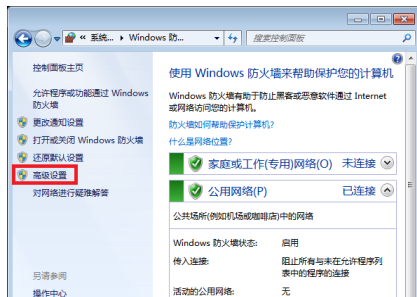 « 系统... ▸ Windows 防...
搜索控制面板
控制面板主页
允许程序或功能通过 Windows
防火墙
更改通知设置
打开或关闭 Windows 防火墙
还原默认设置
高级设置
对网络进行疑难解答
另请参阅
操作中心
使用 Windows 防火墙来帮助保护您的计算机
Windows 防火墙有助于防止黑客或恶意软件通过 Internet
或网络访问您的计算机。
防火墙如何帮助保护计算机?
什么是网络位置?
家庭或工作(专用)网络(O) 未连接
公用网络(P) 已连接
公共场所(例如机场或咖啡店)中的网络
Windows 防火墙状态: 启用
传入连接: 阻止所有与未在允许程序列
表中的程序的连接
活动的公用网络: 无